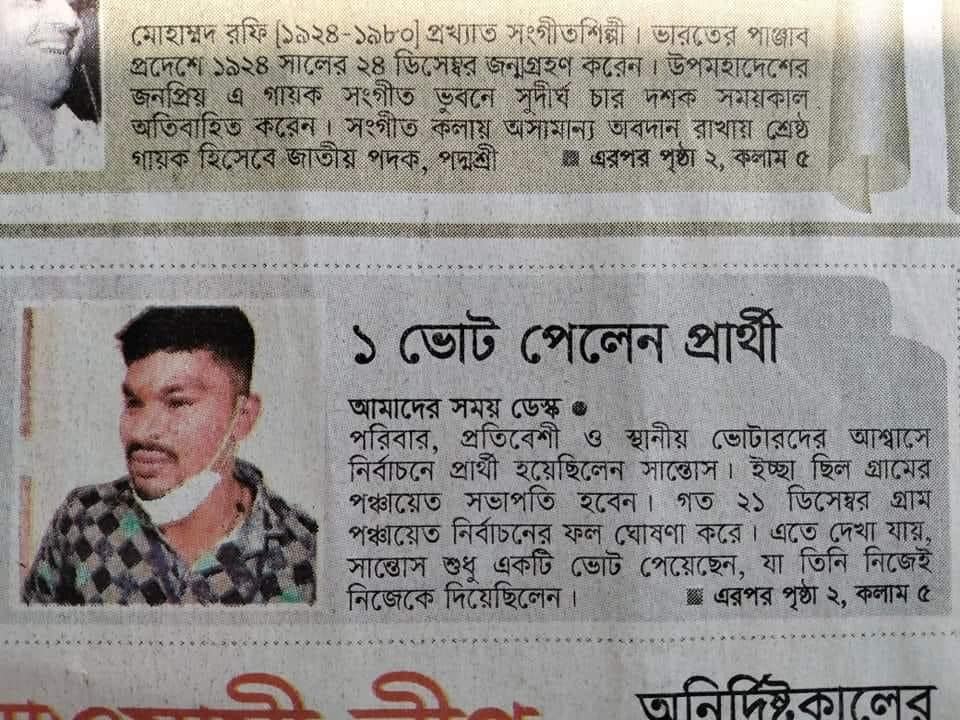 মোহাম্মদ রফি [১৯২৪-১৯৮০] প্রখ্যাত সংগীতশিল্পী। ভারতের পাঞ্জাব
প্রদেশে ১৯২৪ সালের ২৪ ডিসেম্বর জন্মগ্রহণ করেন। উপমহাদেশের
জনপ্রিয় এ গায়ক সংগীত ভুবনে সুদীর্ঘ চার দশক সময়কাল
অতিবাহিত করেন। সংগীত কলায় অসামান্য অবদান রাখায় শ্রেষ্ঠ
গায়ক হিসেবে জাতীয় পদক, পদ্মশ্রী ■ এরপর পৃষ্ঠা ২, কলাম ৫
১ ভোট পেলেন প্রার্থী
আমাদের সময় ডেস্ক ●
পরিবার, প্রতিবেশী ও স্থানীয় ভোটারদের আশ্বাসে
নির্বাচনে প্রার্থী হয়েছিলেন সান্তোস। ইচ্ছা ছিল গ্রামের
পঞ্চায়েত সভাপতি হবেন। গত ২১ ডিসেম্বর গ্রাম
পঞ্চায়েত নির্বাচনের ফল ঘোষণা করে। এতে দেখা যায়,
সান্তোস শুধু একটি ভোট পেয়েছেন, যা তিনি নিজেই
নিজেকে দিয়েছিলেন। ■ এরপর পৃষ্ঠা ২, কলাম ৫
অনির্দিষ্টকালের